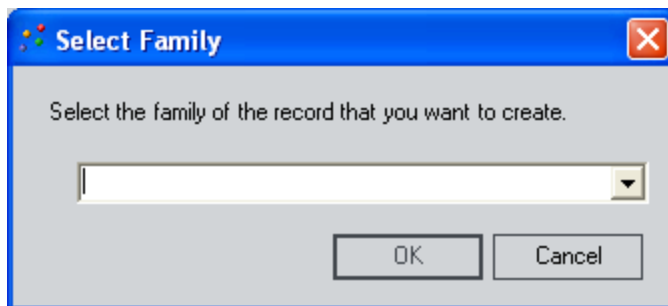 Select Family
Select the family of the record that you want to create.
OK
Cancel